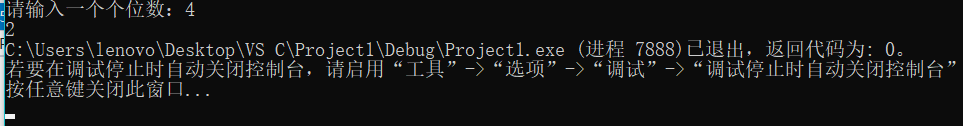 请输入一个个位数：4
2
C:\Users\lenovo\Desktop\VS C\Project1\Debug\Project1.exe (进程 7888)已退出，返回代码为: 0。
若要在调试停止时自动关闭控制台，请启用“工具”->“选项”->“调试”->“调试停止时自动关闭控制台”
按任意键关闭此窗口...